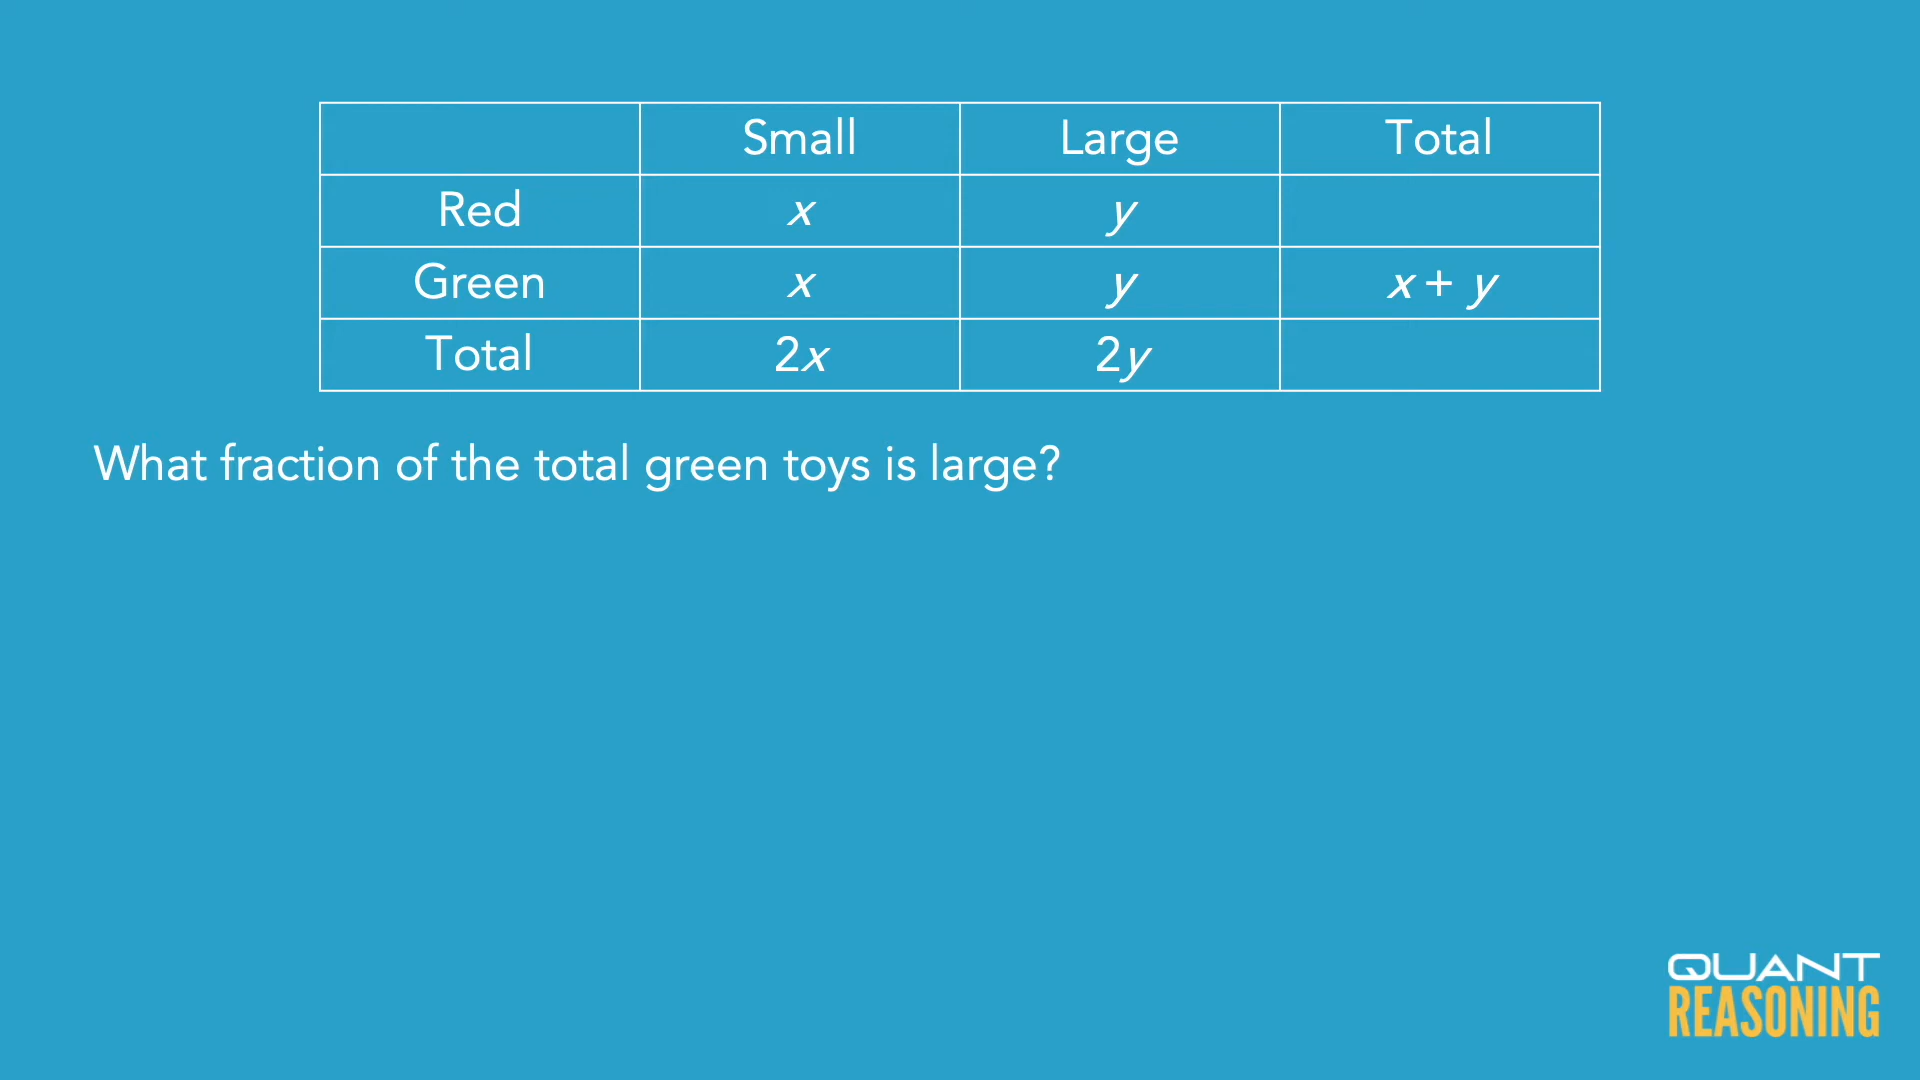 Small Large Total
Red x y
Green x y x + y
Total 2x 2y
What fraction of the total green toys is large?
QUANT
REASONING